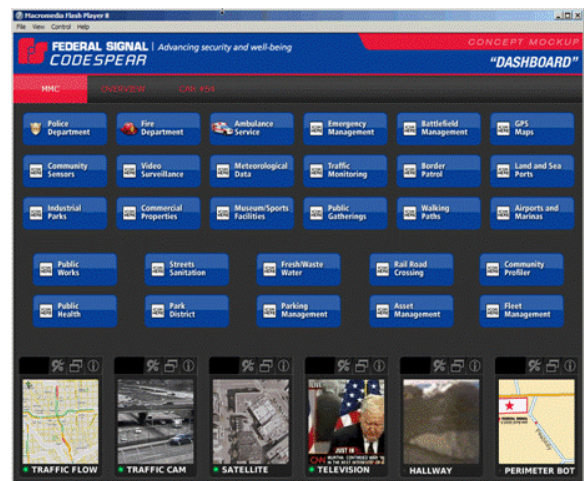 Macromedia Flash Player 8
File View Control Help
FEDERAL SIGNAL | Advancing security and well-being
CODESPEAR
CONCEPT MOCKUP
"DASHBOARD"
MMC OVERVIEW
Police Department
Fire Department
Ambulance Service
Emergency Management
Battlefield Management
GPS Maps
Community Sensors
Video Surveillance
Meteorological Data
Traffic Monitoring
Border Patrol
Land and Sea Ports
Industrial Parks
Commercial Properties
Museum/Sports Facilities
Public Gatherings
Walking Paths
Airports and Marinas
Public Works
Streets Sanitation
Fresh/Waste Water
Rail Road Crossing
Community Profiler
Public Health
Park District
Parking Management
Asset Management
Fleet Management
LIVE
JUST IN
CNN
TRAFFIC FLOW
TRAFFIC CAM
SATELLITE
TELEVISION
HALLWAY
PERIMETER BOT